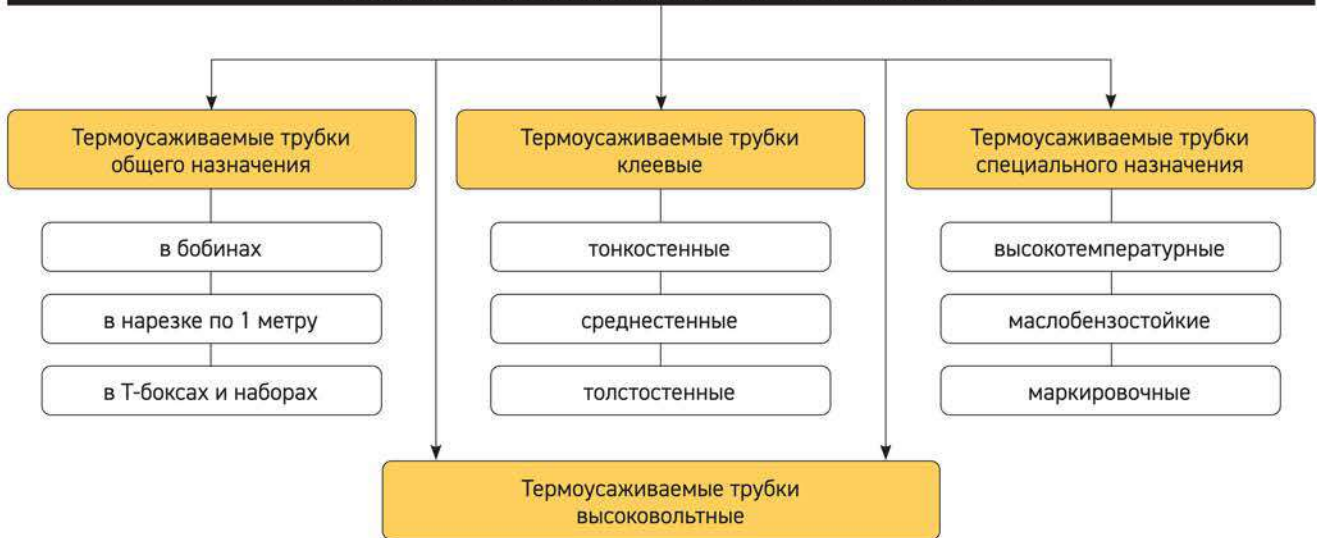 Термоусаживаемые трубки
общего назначения
в бобинах
в нарезке по 1 метру
в Т-боксах и наборах
Термоусаживаемые трубки
клеевые
тонкостенные
среднестенные
толстостенные
Термоусаживаемые трубки
специального назначения
высокотемпературные
маслобензостойкие
маркировочные
Термоусаживаемые трубки
высоковольтные